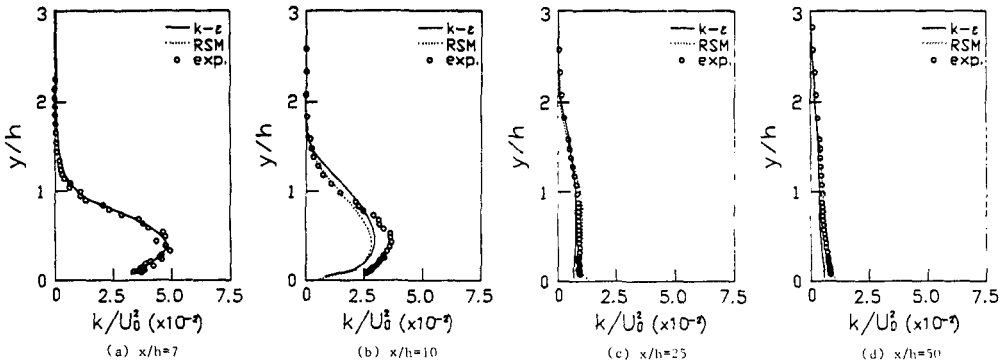 3
2
1
0
y/h
k-ε
RSM
exp.
0 2.5 5.0 7.5
k/U₀² (x10⁻²)
(a) x/h=7
3
2
1
0
y/h
k-ε
RSM
exp.
0 2.5 5.0 7.5
k/U₀² (x10⁻²)
(b) x/h=10
3
2
1
0
y/h
k-ε
RSM
exp.
0 2.5 5.0 7.5
k/U₀² (x10⁻²)
(c) x/h=25
3
2
1
0
y/h
k-ε
RSM
exp.
0 2.5 5.0 7.5
k/U₀² (x10⁻²)
(d) x/h=50